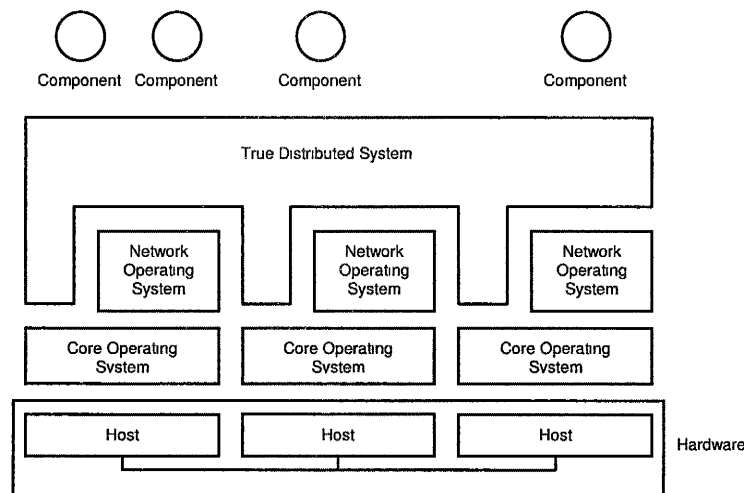 Component Component Component Component
True Distributed System
Network Network Network
Operating Operating Operating
System System System
Core Operating Core Operating Core Operating
System System System
Host Host Host
Hardware